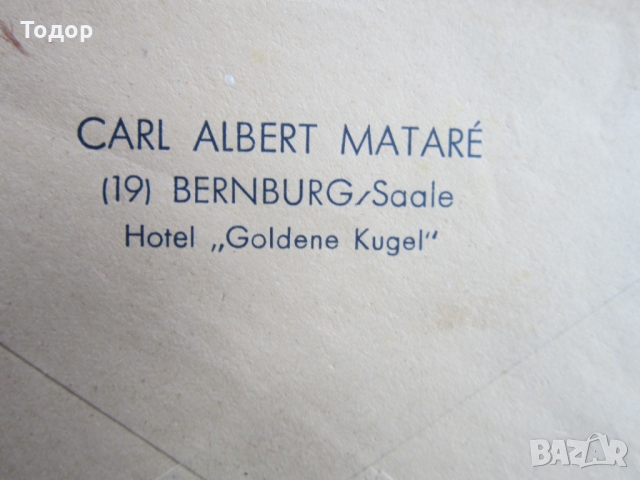 Тодор
CARL ALBERT MATARÉ
(19) BERNBURG/Saale
Hotel „Goldene Kugel"
BAZAR